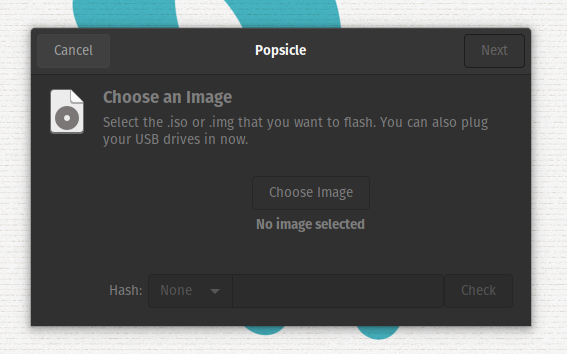 Cancel
Popsicle
Next
Choose an Image
Select the .iso or .img that you want to flash. You can also plug
your USB drives in now.
Choose Image
No image selected
Hash:
None
Check